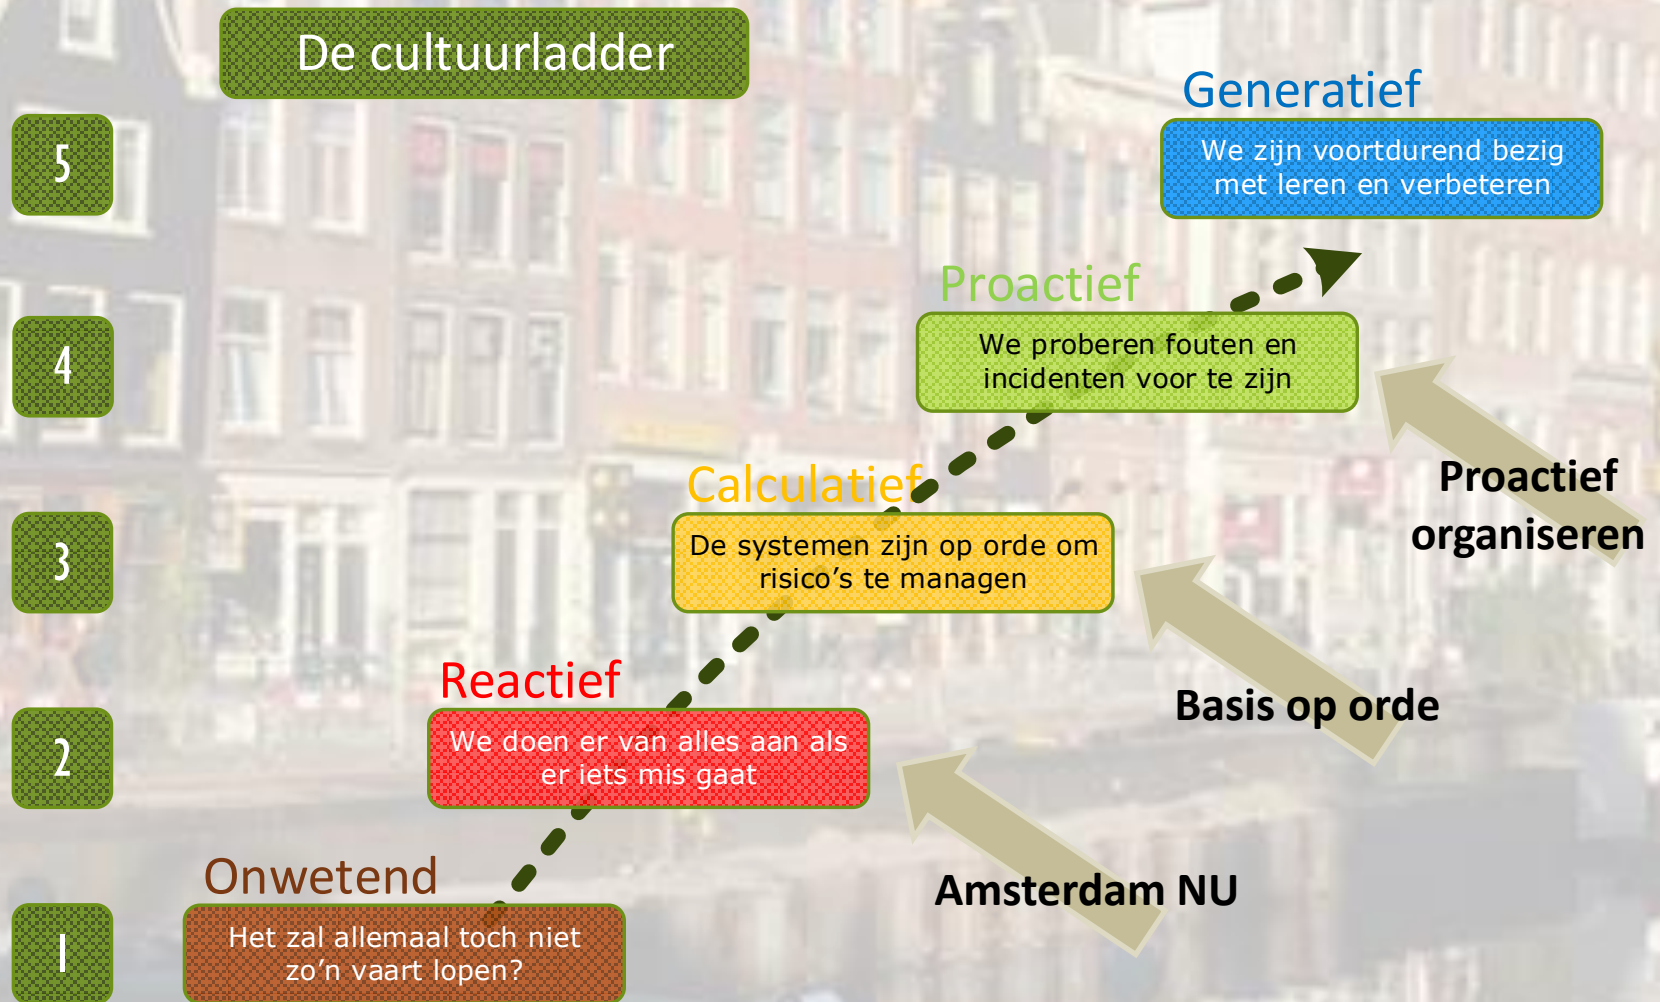 De cultuurladder
5
Generatief
We zijn voortdurend bezig
met leren en verbeteren
4
Proactief
We proberen fouten en
incidenten voor te zijn
Proactief
organiseren
3
Calculatief
De systemen zijn op orde om
risico’s te managen
Basis op orde
2
Reactief
We doen er van alles aan als
er iets mis gaat
Amsterdam NU
1
Onwetend
Het zal allemaal toch niet
zo’n vaart lopen?